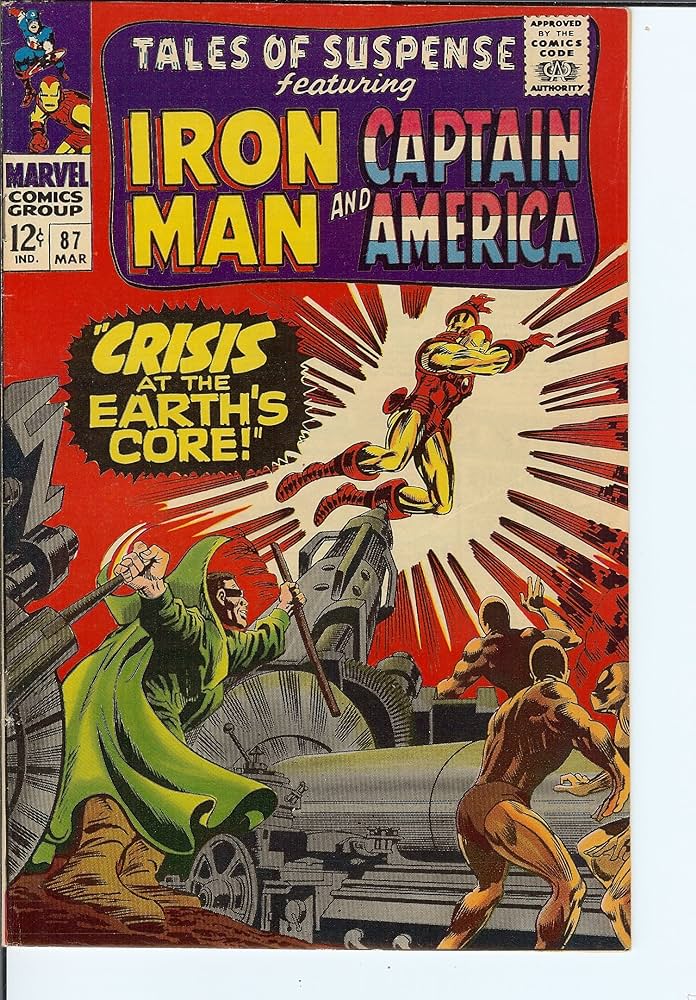 TALES OF SUSPENSE
featuring
IRON MAN
AND
CAPTAIN AMERICA
APPROVED
BY THE
COMICS
CODE
CA
AUTHORITY
MARVEL
COMICS
GROUP
12¢
IND.
87
MAR
"CRISIS
AT THE
EARTH'S
CORE!"